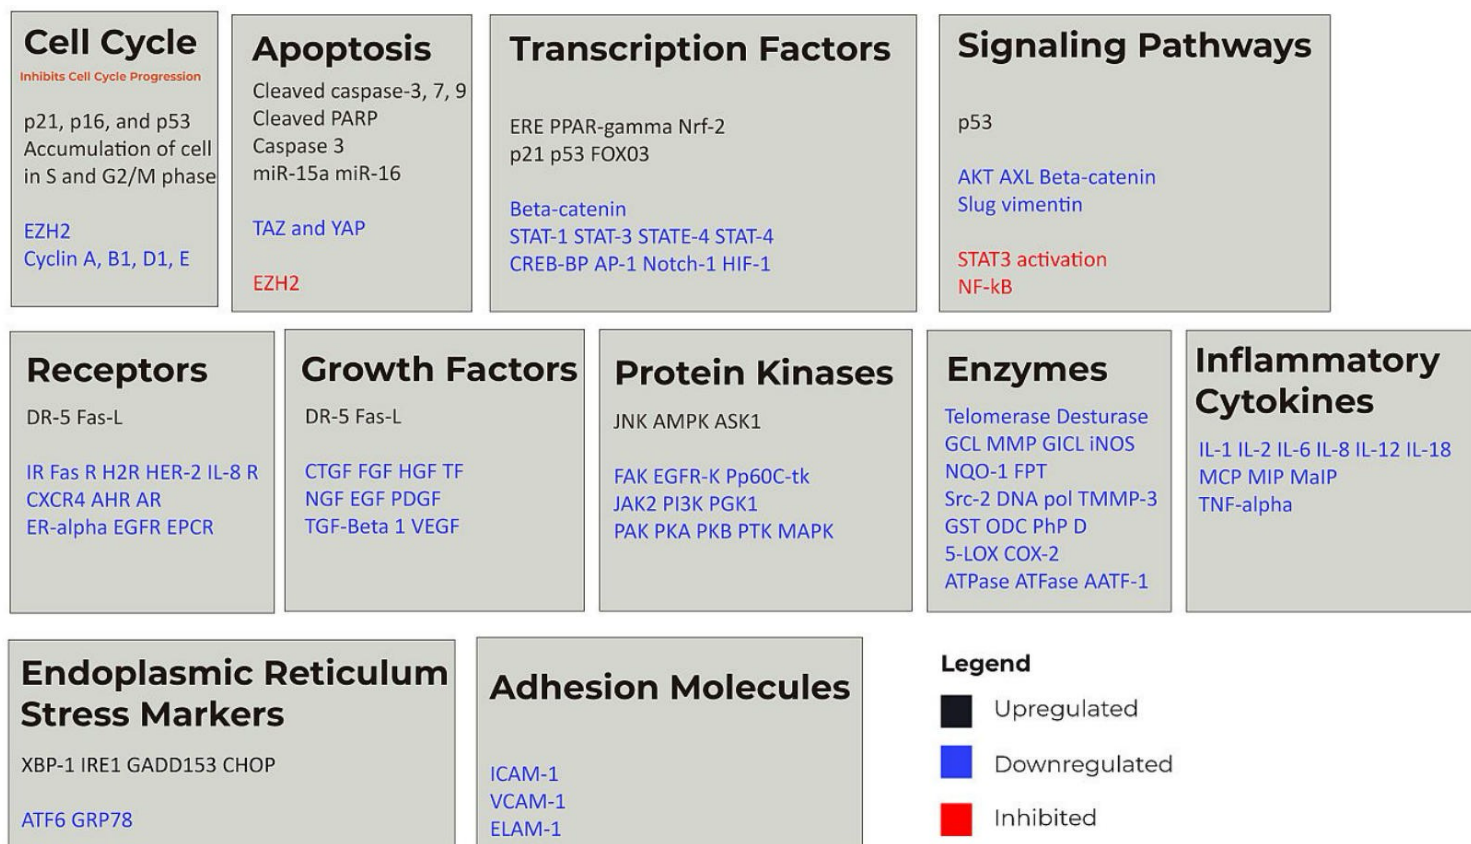 Cell Cycle
Inhibits Cell Cycle Progression
p21, p16, and p53
Accumulation of cell
in S and G2/M phase
EZH2
Cyclin A, B1, D1, E
Apoptosis
Cleaved caspase-3, 7, 9
Cleaved PARP
Caspase 3
miR-15a miR-16
TAZ and YAP
EZH2
Transcription Factors
ERE PPAR-gamma Nrf-2
p21 p53 FOX03
Beta-catenin
STAT-1 STAT-3 STATE-4 STAT-4
CREB-BP AP-1 Notch-1 HIF-1
Signaling Pathways
p53
AKT AXL Beta-catenin
Slug vimentin
STAT3 activation
NF-kB
Receptors
DR-5 Fas-L
IR Fas R H2R HER-2 IL-8 R
CXCR4 AHR AR
ER-alpha EGFR EPCR
Growth Factors
DR-5 Fas-L
CTGF FGF HGF TF
NGF EGF PDGF
TGF-Beta 1 VEGF
Protein Kinases
JNK AMPK ASK1
FAK EGFR-K Pp60C-tk
JAK2 PI3K PGK1
PAK PKA PKB PTK MAPK
Enzymes
Telomerase Desturase
GCL MMP GICL iNOS
NQO-1 FPT
Src-2 DNA pol TMMP-3
GST ODC PhP D
5-LOX COX-2
ATPase ATFase AATF-1
Inflammatory
Cytokines
IL-1 IL-2 IL-6 IL-8 IL-12 IL-18
MCP MIP MaIP
TNF-alpha
Endoplasmic Reticulum
Stress Markers
XBP-1 IRE1 GADD153 CHOP
ATF6 GRP78
Adhesion Molecules
ICAM-1
VCAM-1
ELAM-1
Legend
Upregulated
Downregulated
Inhibited